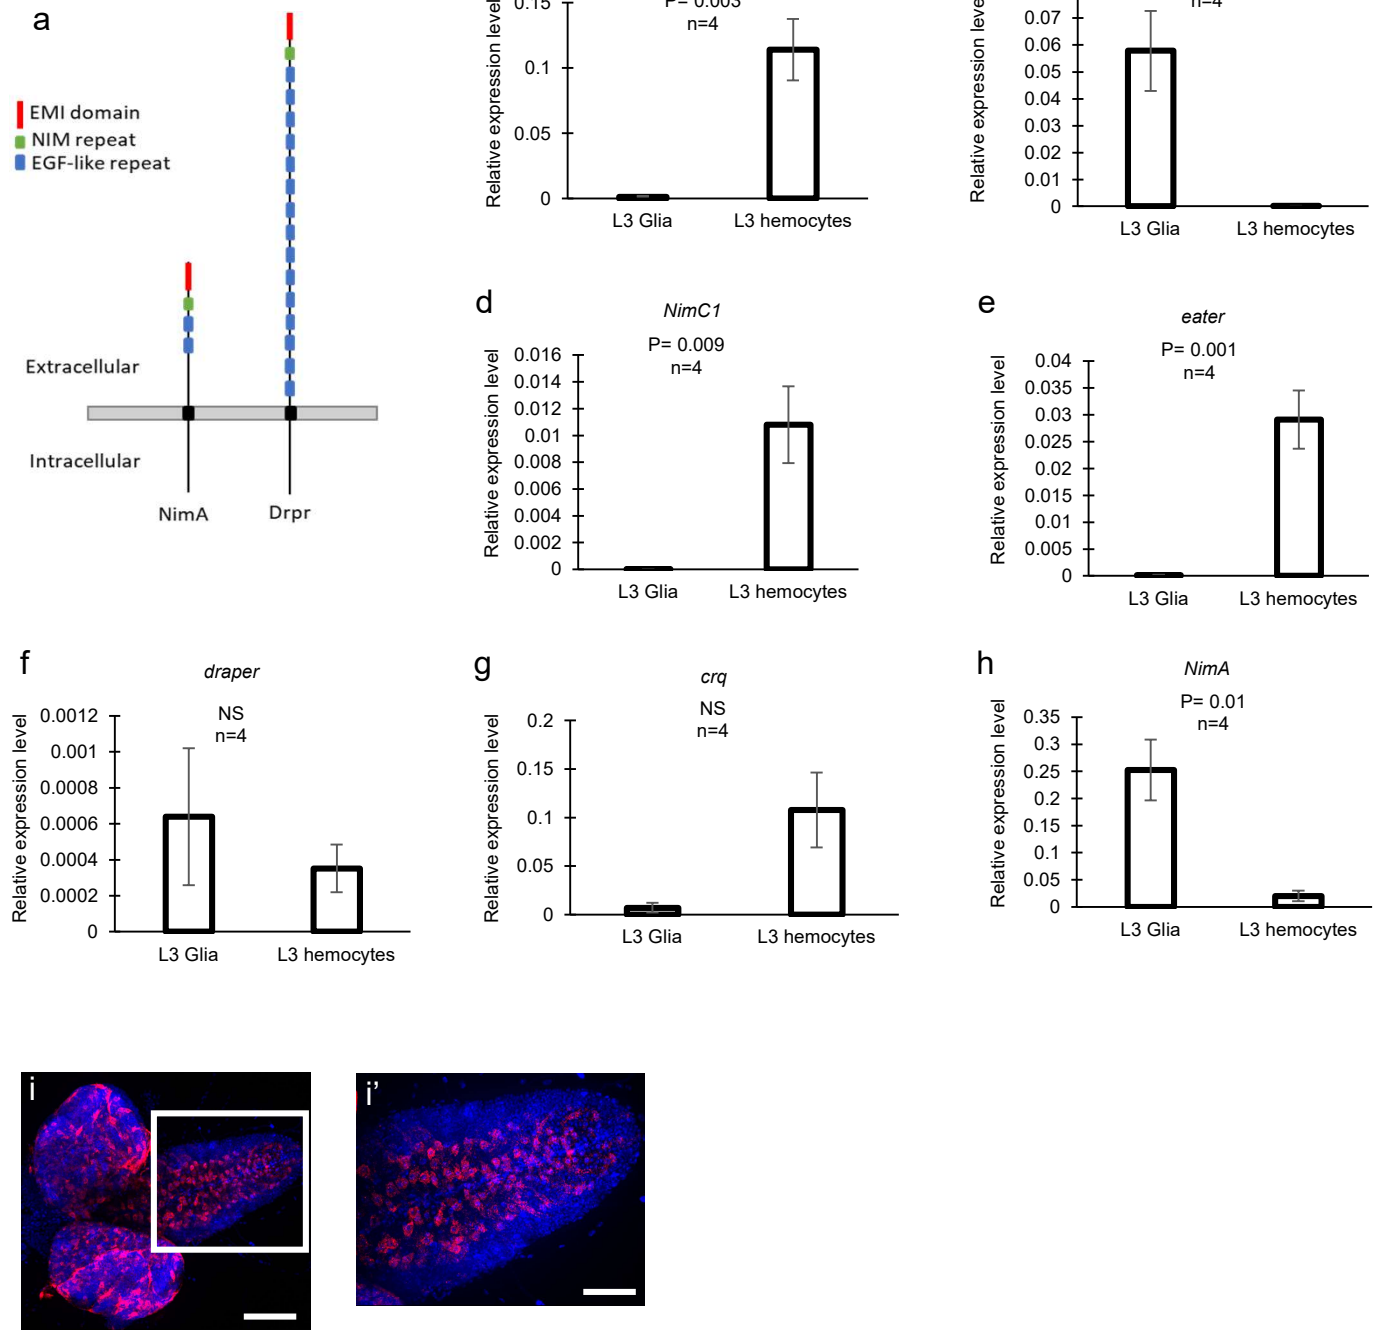 a
EMI domain
NIM repeat
EGF-like repeat
Extracellular
Intracellular
NimA
Drpr
P= 0.003
n=4
Relative expression level
0.15
0.1
0.05
0
L3 Glia
L3 hemocytes
n=4
Relative expression level
0.07
0.06
0.05
0.04
0.03
0.02
0.01
0
L3 Glia
L3 hemocytes
d
NimC1
P= 0.009
n=4
Relative expression level
0.016
0.014
0.012
0.01
0.008
0.006
0.004
0.002
0
L3 Glia
L3 hemocytes
e
eater
P= 0.001
n=4
Relative expression level
0.04
0.035
0.03
0.025
0.02
0.015
0.01
0.005
0
L3 Glia
L3 hemocytes
f
draper
NS
n=4
Relative expression level
0.0012
0.001
0.0008
0.0006
0.0004
0.0002
0
L3 Glia
L3 hemocytes
g
crq
NS
n=4
Relative expression level
0.2
0.15
0.1
0.05
0
L3 Glia
L3 hemocytes
h
NimA
P= 0.01
n=4
Relative expression level
0.35
0.3
0.25
0.2
0.15
0.1
0.05
0
L3 Glia
L3 hemocytes
i
i’